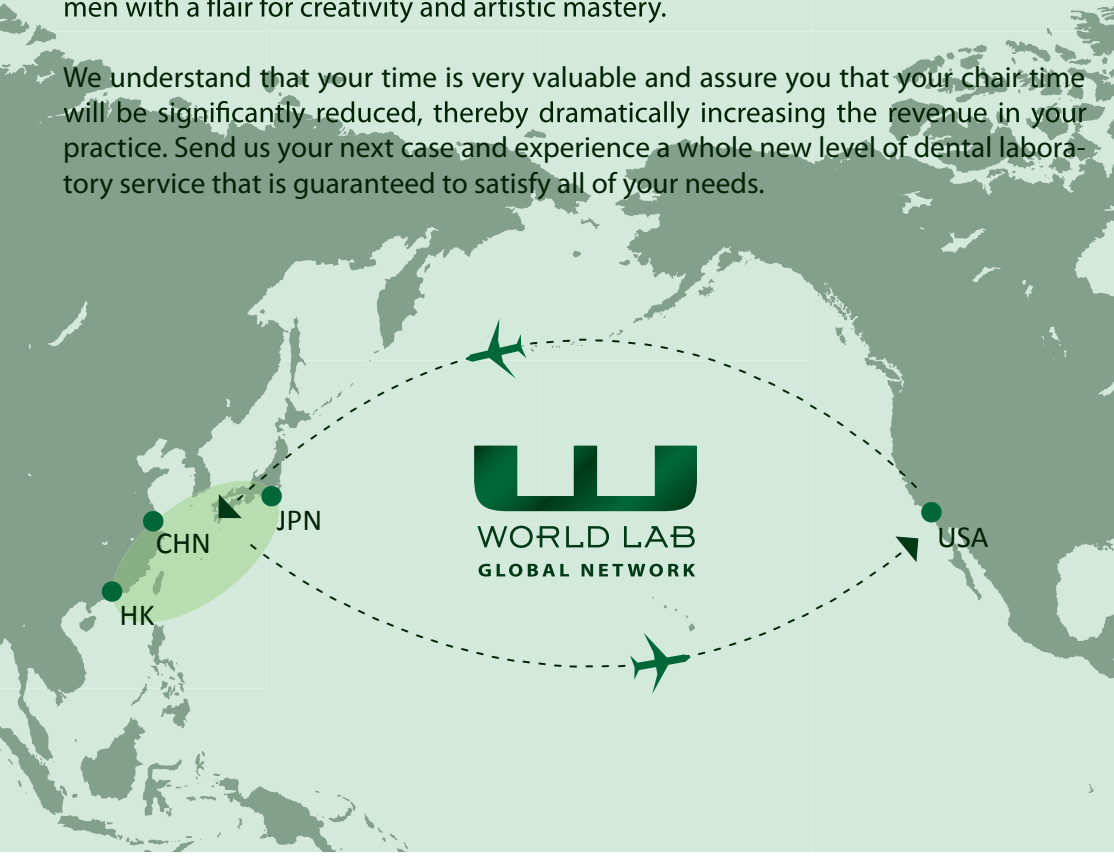 men with a flair for creativity and artistic mastery.
We understand that your time is very valuable and assure you that your chair time
will be significantly reduced, thereby dramatically increasing the revenue in your
practice. Send us your next case and experience a whole new level of dental labora-
tory service that is guaranteed to satisfy all of your needs.
JPN
CHN
HK
WORLD LAB
GLOBAL NETWORK
USA